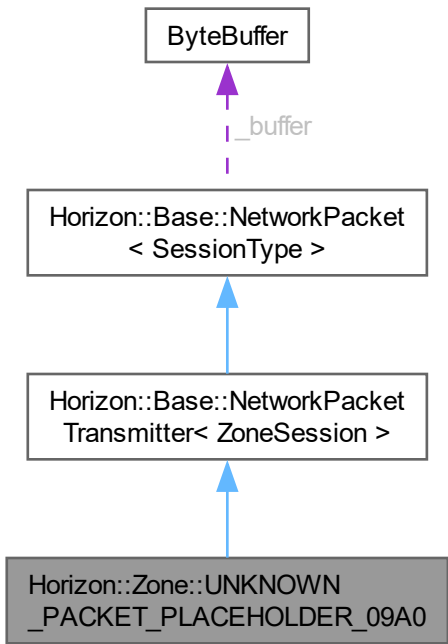 ByteBuffer
_buffer
Horizon::Base::NetworkPacket
< SessionType >
Horizon::Base::NetworkPacket
Transmitter< ZoneSession >
Horizon::Zone::UNKNOWN
_PACKET_PLACEHOLDER_09A0